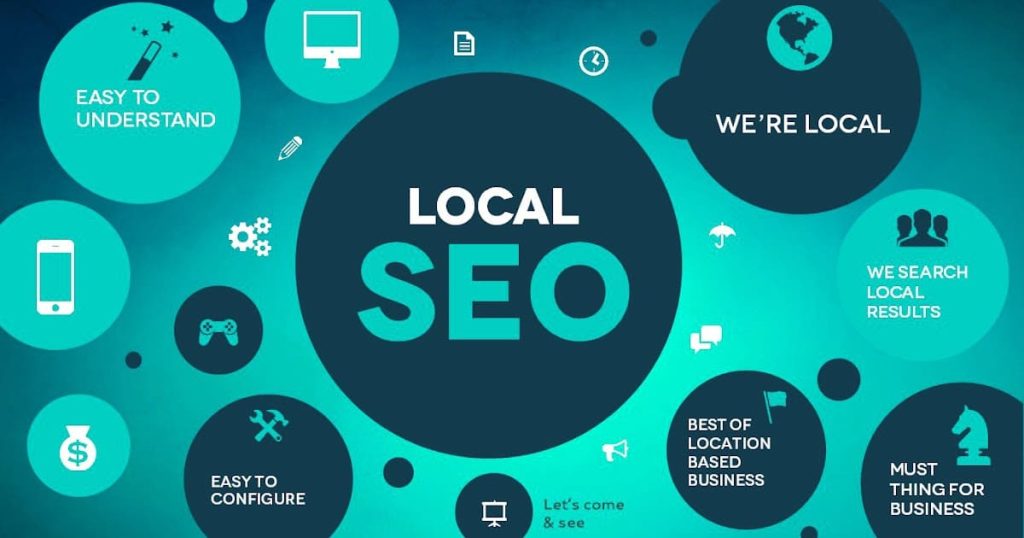 EASY TO
UNDERSTAND
WE'RE LOCAL
LOCAL
SEO
WE SEARCH
LOCAL
RESULTS
$
EASY TO
CONFIGURE
BEST OF
LOCATION
BASED
BUSINESS
MUST
THING FOR
BUSINESS
Let's come
& see